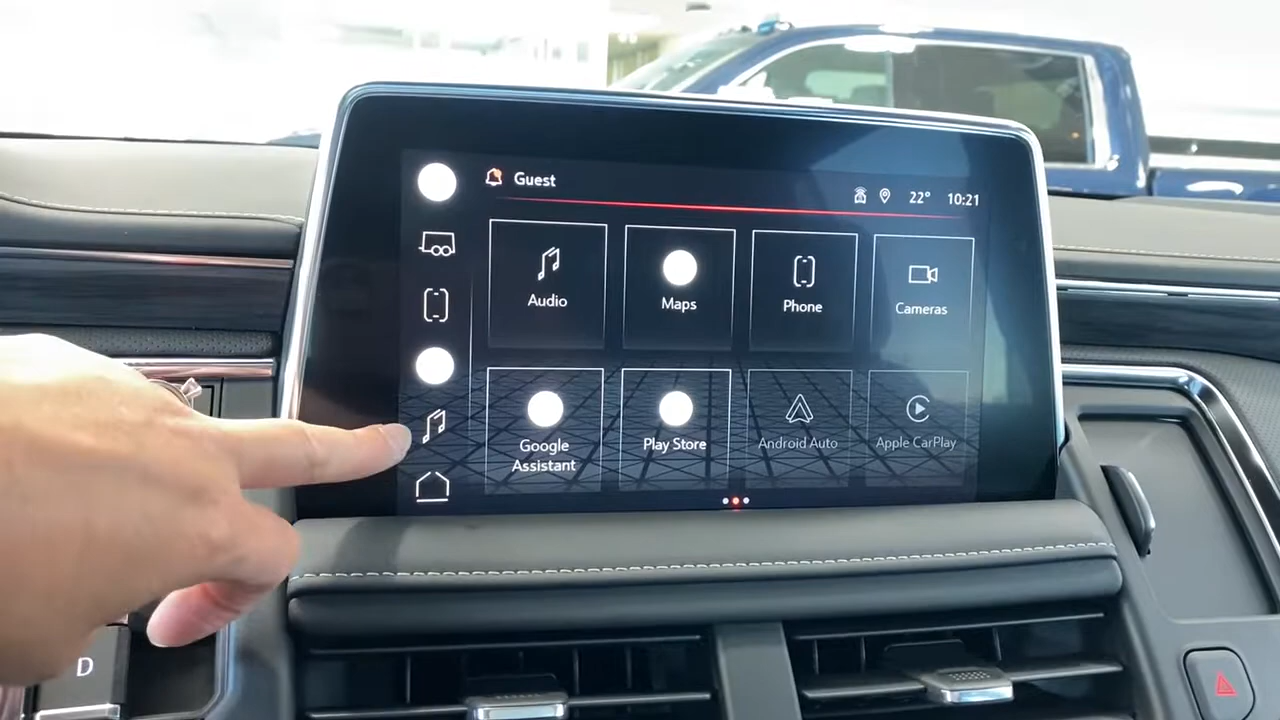 Guest
22° 10:21
Audio
Maps
Phone
Cameras
Google
Assistant
Play Store
Android Auto
Apple CarPlay
D